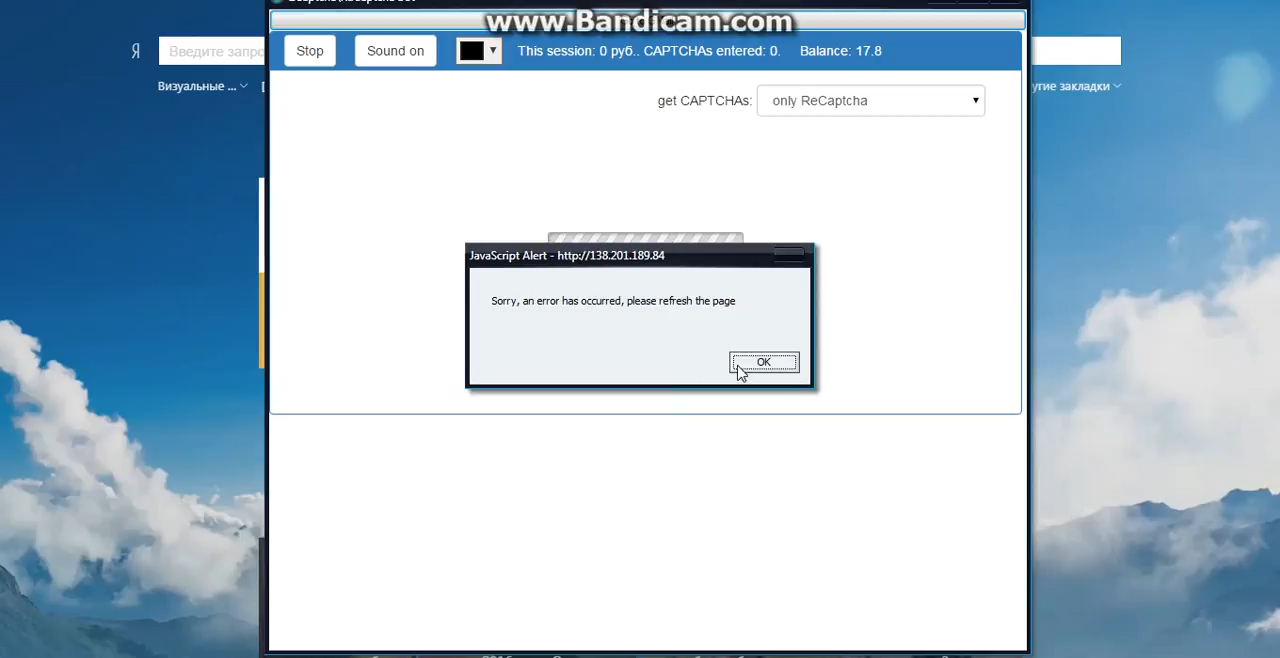 www.Bandicam.com
Я
Введите запро
Визуальные ...
Stop
Sound on
This session: 0 руб.. CAPTCHAs entered: 0.
Balance: 17.8
угие закладки
get CAPTCHAs:
only ReCaptcha
JavaScript Alert - http://138.201.189.84
Sorry, an error has occurred, please refresh the page
OK